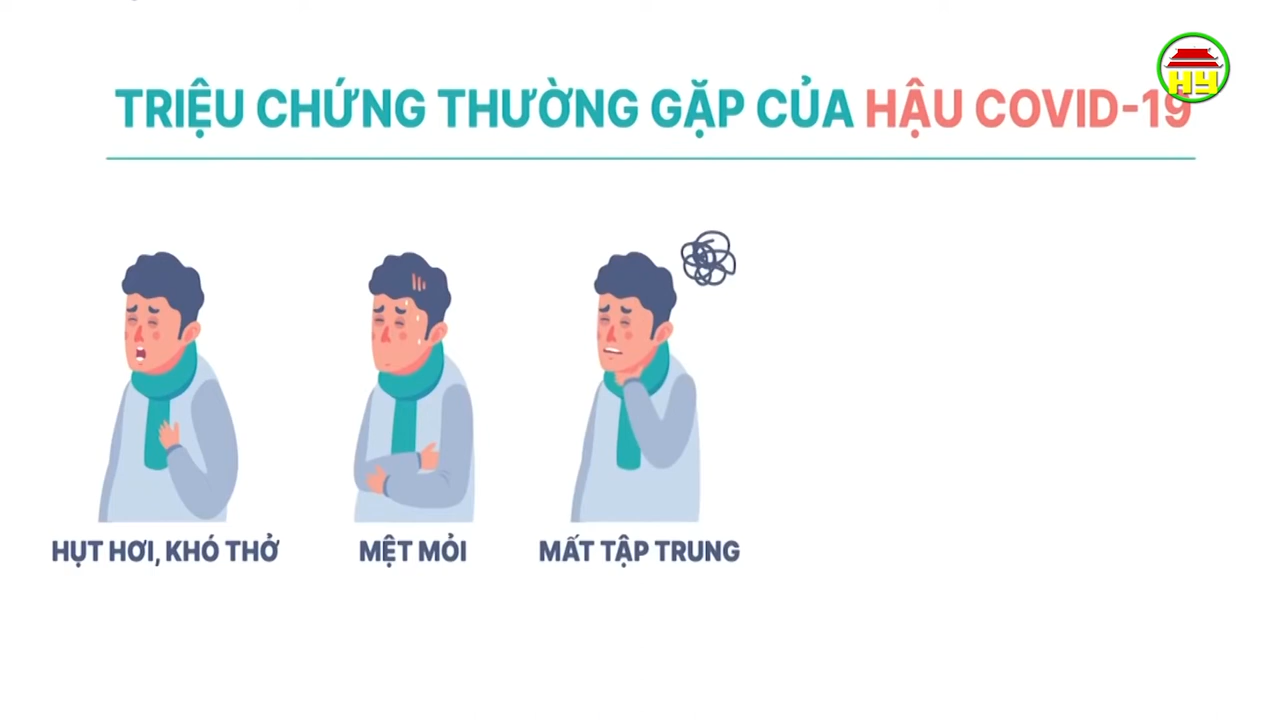 HY
TRIỆU CHỨNG THƯỜNG GẶP CỦA HẬU COVID-19
HỤT HƠI, KHÓ THỞ
MỆT MỎI
MẤT TẬP TRUNG